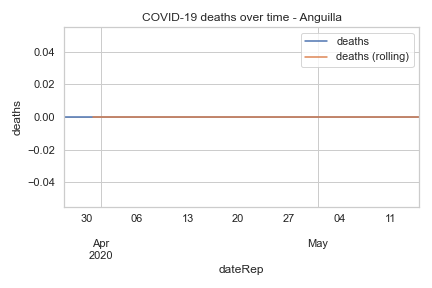 COVID-19 deaths over time - Anguilla
deaths
deaths (rolling)
deaths
0.04
0.02
0.00
−0.02
−0.04
30 06 13 20 27 04 11
Apr May
2020
dateRep